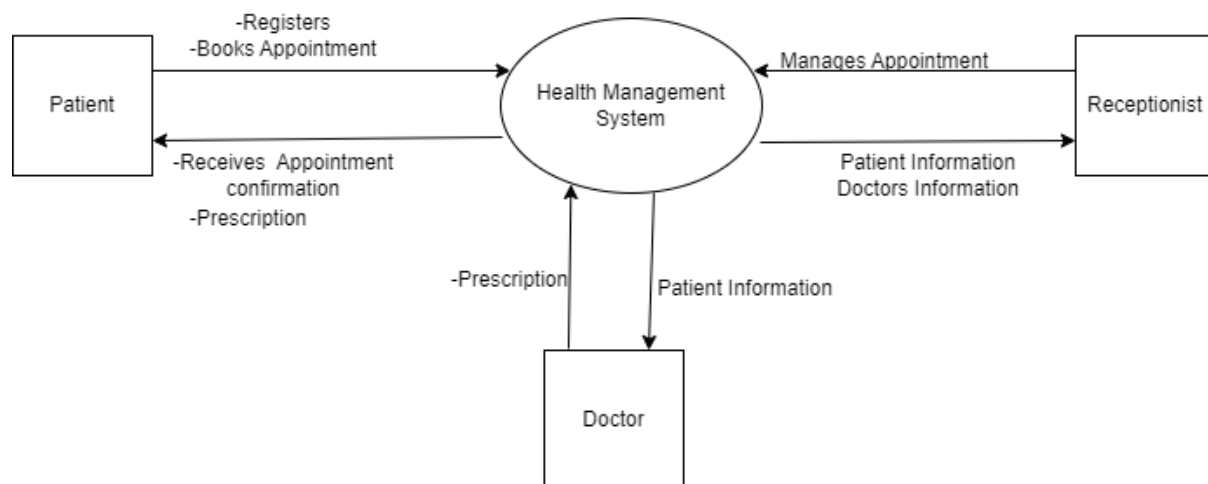 -Registers
-Books Appointment
Patient
-Receives Appointment
confirmation
-Prescription
Health Management
System
Manages Appointment
Receptionist
Patient Information
Doctors Information
-Prescription
Patient Information
Doctor